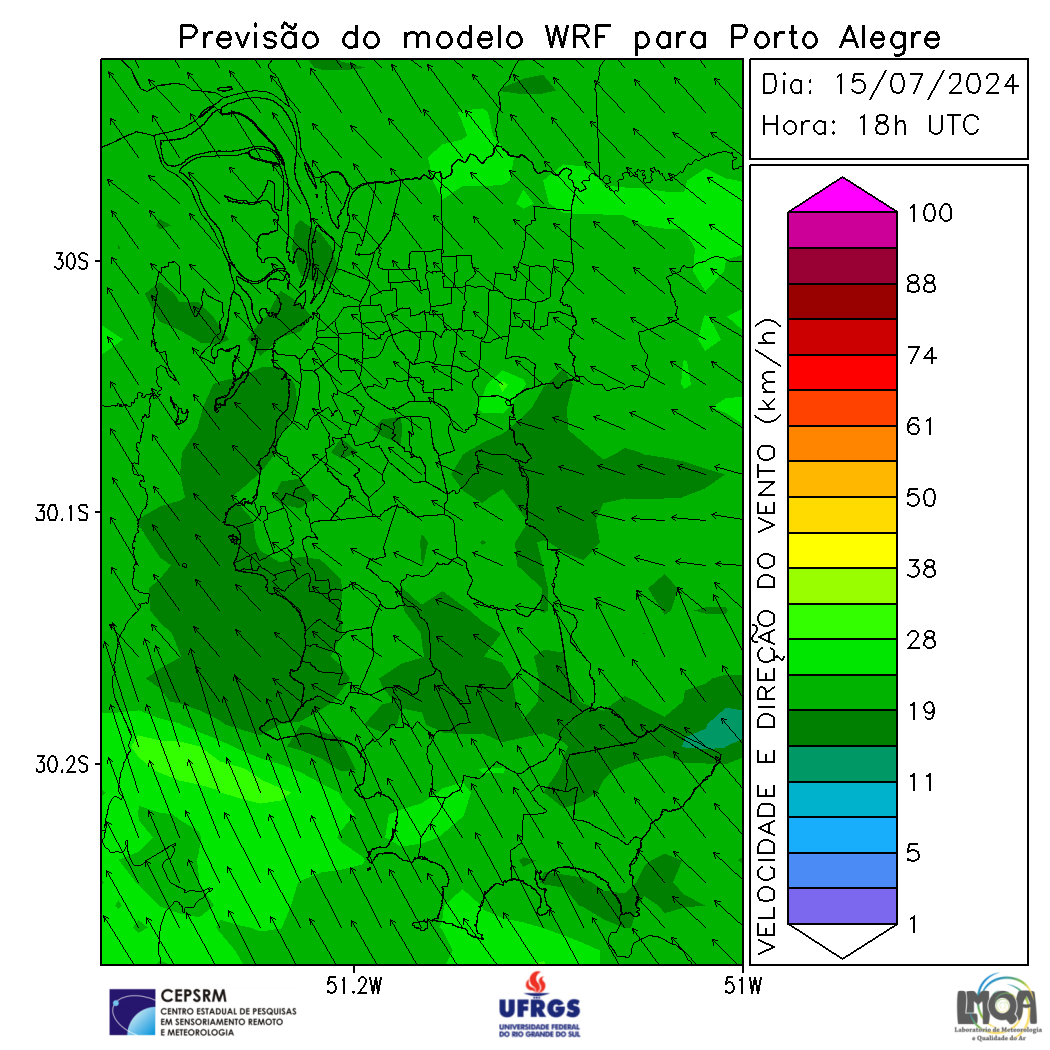 Previsão do modelo WRF para Porto Alegre
Dia: 15/07/2024
Hora: 18h UTC
30S
30.1S
30.2S
51.2W
51W
VELOCIDADE E DIREÇÃO DO VENTO (km/h)
100
88
74
61
50
38
28
19
11
5
1
CEPSRM
CENTRO ESTADUAL DE PESQUISAS
EM SENSORIAMENTO REMOTO
E METEOROLOGIA
UFRGS
UNIVERSIDADE FEDERAL
DO RIO GRANDE DO SUL
LMQA
Laboratório de Meteorologia
e Qualidade do Ar